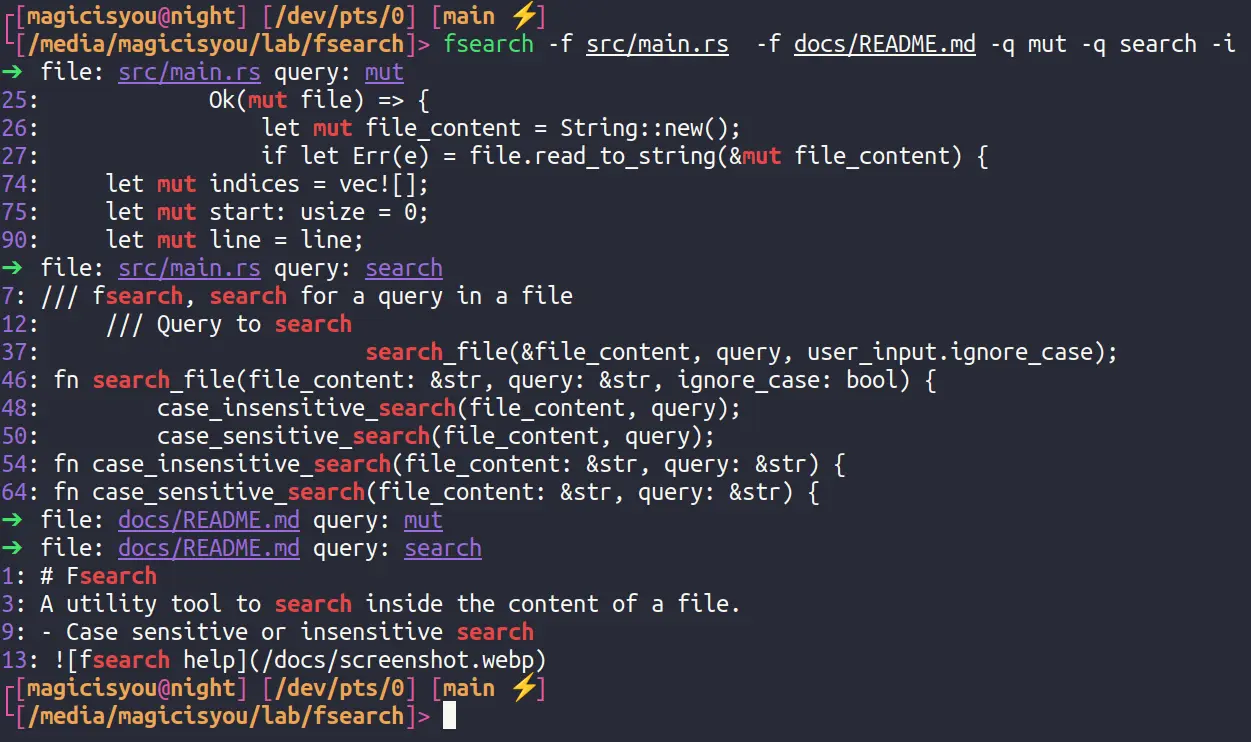 ┌[magicisyou@night] [/dev/pts/0] [main ⚡]
└[/media/magicisyou/lab/fsearch]> fsearch -f src/main.rs  -f docs/README.md -q mut -q search -i
➔ file: src/main.rs query: mut
25:             Ok(mut file) => {
26:                 let mut file_content = String::new();
27:                 if let Err(e) = file.read_to_string(&mut file_content) {
74:     let mut indices = vec![];
75:     let mut start: usize = 0;
90:     let mut line = line;
➔ file: src/main.rs query: search
7: /// fsearch, search for a query in a file
12:     /// Query to search
37:                         search_file(&file_content, query, user_input.ignore_case);
46: fn search_file(file_content: &str, query: &str, ignore_case: bool) {
48:         case_insensitive_search(file_content, query);
50:         case_sensitive_search(file_content, query);
54: fn case_insensitive_search(file_content: &str, query: &str) {
64: fn case_sensitive_search(file_content: &str, query: &str) {
➔ file: docs/README.md query: mut
➔ file: docs/README.md query: search
1: # Fsearch
3: A utility tool to search inside the content of a file.
9: - Case sensitive or insensitive search
13: ![fsearch help](/docs/screenshot.webp)
┌[magicisyou@night] [/dev/pts/0] [main ⚡]
└[/media/magicisyou/lab/fsearch]>